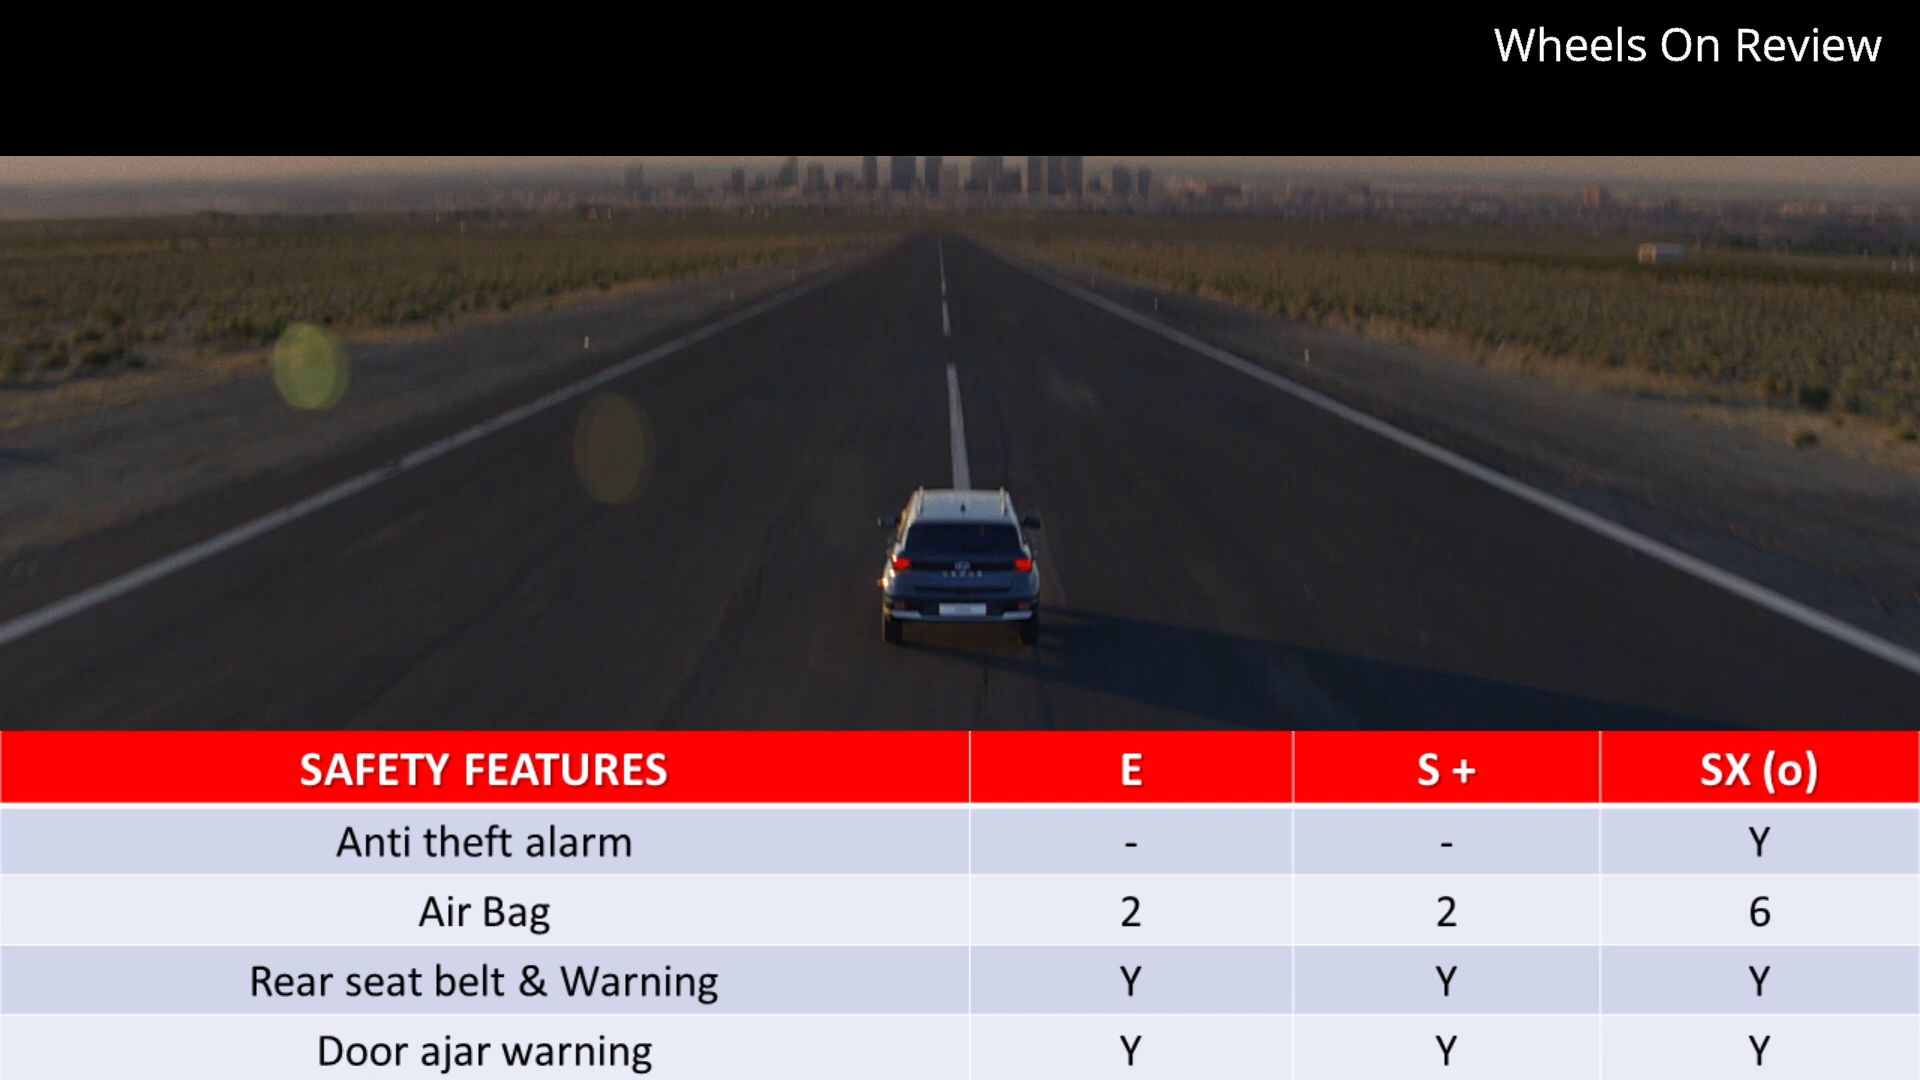 Wheels On Review
VENUE
SAFETY FEATURES E S + SX (o)
Anti theft alarm - - Y
Air Bag 2 2 6
Rear seat belt & Warning Y Y Y
Door ajar warning Y Y Y